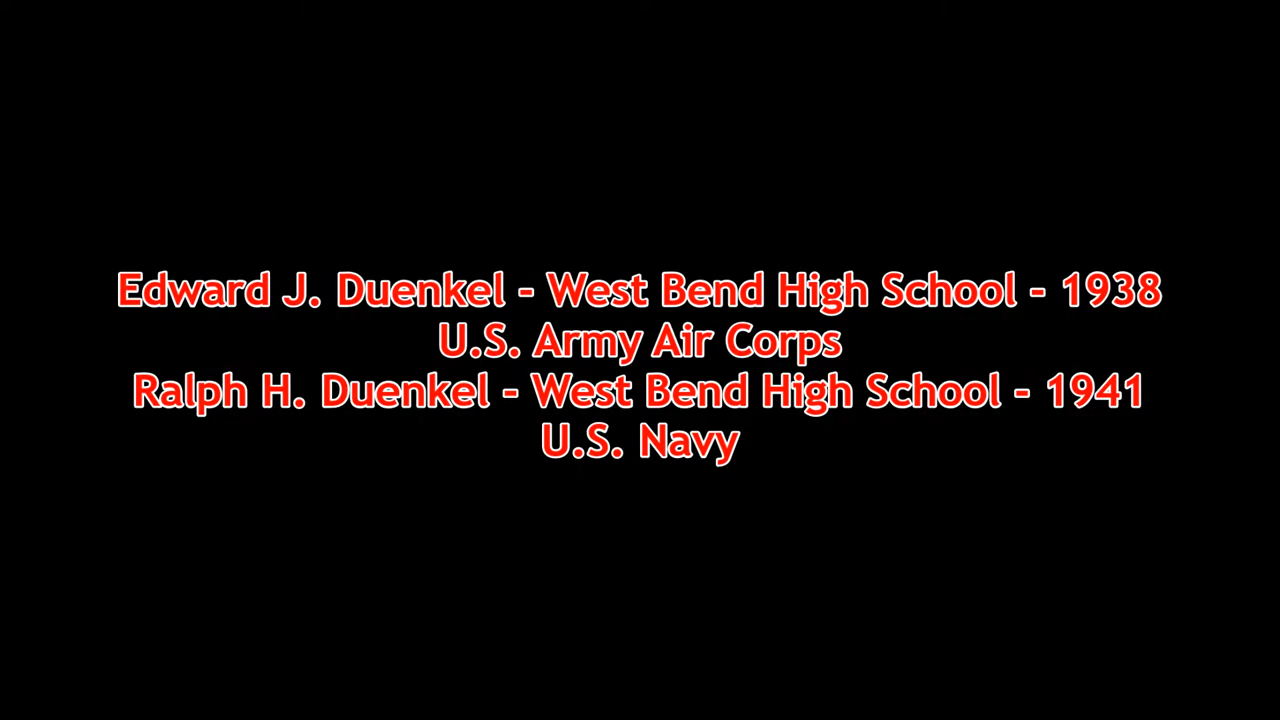 Edward J. Duenkel - West Bend High School - 1938
U.S. Army Air Corps
Ralph H. Duenkel - West Bend High School - 1941
U.S. Navy